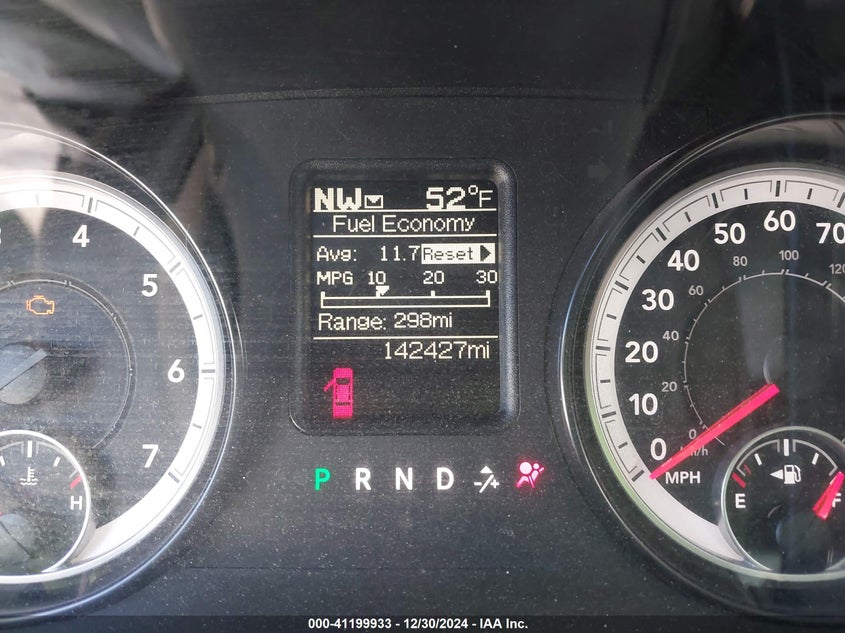 NW 52°F
Fuel Economy
Avg: 11.7 Reset
MPG 10 20 30
Range: 298mi
142427mi
P R N D -/+
4
5
6
7
H
0
10
20
30
40
50
60
70
0
20
40
60
80
100
120
km/h
MPH
E
F
000-41199933 - 12/30/2024 - IAA Inc.